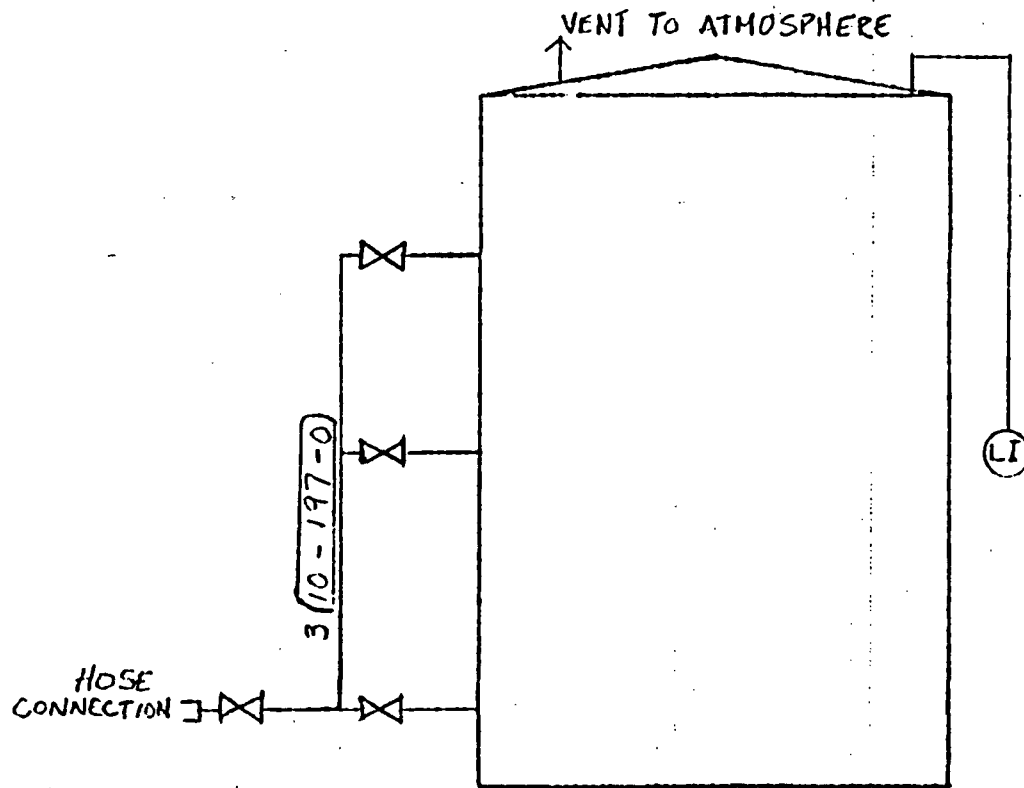 VENT TO ATMOSPHERE
LI
3 10-197-0
HOSE
CONNECTION